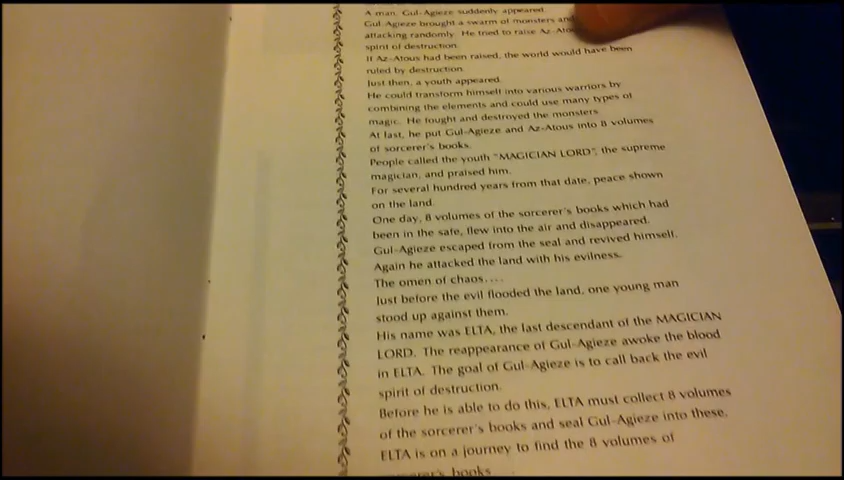 A man, Gul-Agieze suddenly appeared.
Gul-Agieze brought a swarm of monsters and
attacking randomly. He tried to raise Az-Atous
spirit of destruction.
If Az-Atous had been raised, the world would have been
ruled by destruction.
Just then, a youth appeared.
He could transform himself into various warriors by
combining the elements and could use many types of
magic. He fought and destroyed the monsters.
At last, he put Gul-Agieze and Az-Atous into 8 volumes
of sorcerer's books.
People called the youth "MAGICIAN LORD", the supreme
magician, and praised him.
For several hundred years from that date, peace shown
on the land.
One day, 8 volumes of the sorcerer's books which had
been in the safe, flew into the air and disappeared.
Gul-Agieze escaped from the seal and revived himself.
Again he attacked the land with his evilness.
The omen of chaos....
Just before the evil flooded the land, one young man
stood up against them.
His name was ELTA, the last descendant of the MAGICIAN
LORD. The reappearance of Gul-Agieze awoke the blood
in ELTA. The goal of Gul-Agieze is to call back the evil
spirit of destruction.
Before he is able to do this, ELTA must collect 8 volumes
of the sorcerer's books and seal Gul-Agieze into these.
ELTA is on a journey to find the 8 volumes of
sorcerer's books